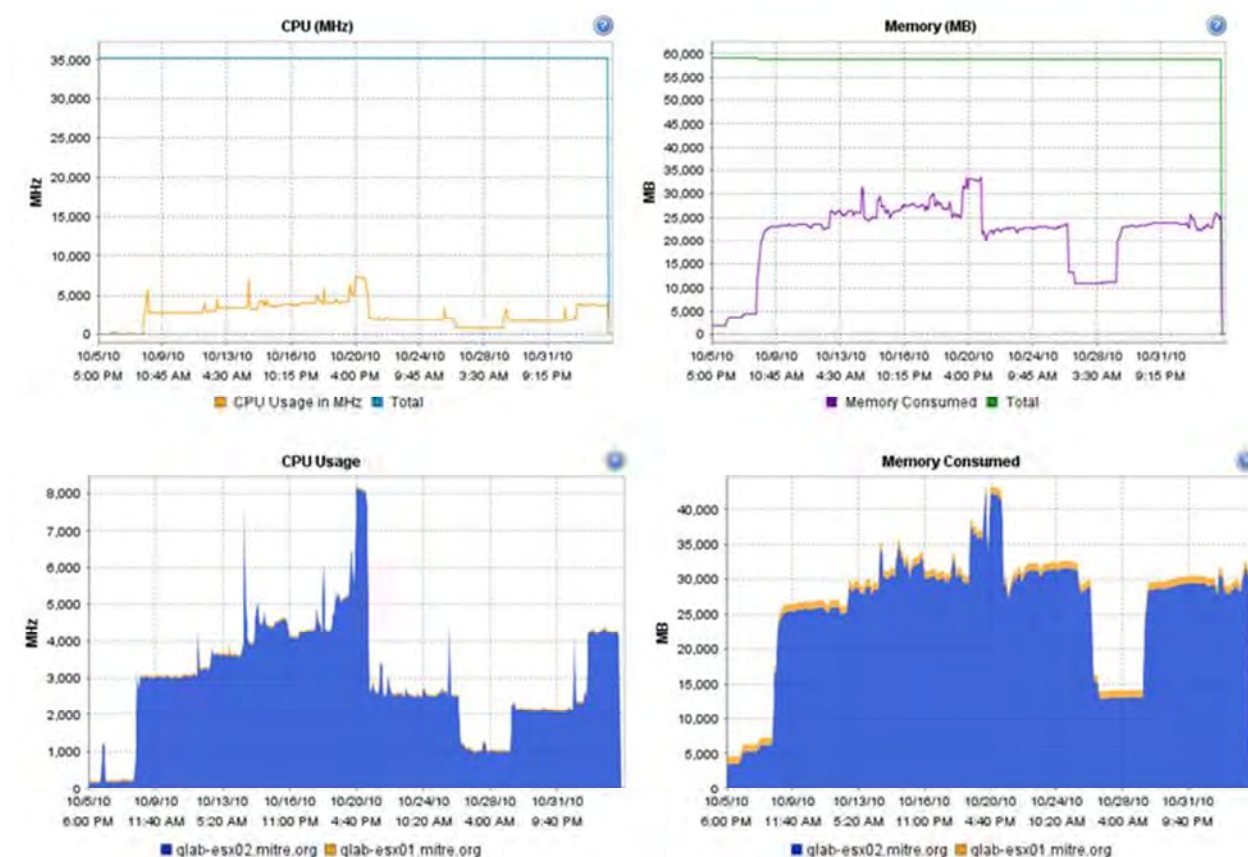 CPU (MHz)
35,000
30,000
25,000
20,000
15,000
10,000
5,000
0
MHz
10/5/10 10/9/10 10/13/10 10/16/10 10/20/10 10/24/10 10/28/10 10/31/10
5:00 PM 10:45 AM 4:30 AM 10:15 PM 4:00 PM 9:45 AM 3:30 AM 9:15 PM
CPU Usage in MHz Total
Memory (MB)
60,000
55,000
50,000
45,000
40,000
35,000
30,000
25,000
20,000
15,000
10,000
5,000
0
MB
10/5/10 10/9/10 10/13/10 10/16/10 10/20/10 10/24/10 10/28/10 10/31/10
5:00 PM 10:45 AM 4:30 AM 10:15 PM 4:00 PM 9:45 AM 3:30 AM 9:15 PM
Memory Consumed Total
CPU Usage
8,000
7,000
6,000
5,000
4,000
3,000
2,000
1,000
0
MHz
10/5/10 10/9/10 10/13/10 10/16/10 10/20/10 10/24/10 10/28/10 10/31/10
6:00 PM 11:40 AM 5:20 AM 11:00 PM 4:40 PM 10:20 AM 4:00 AM 9:40 PM
glab-esx02.mitre.org glab-esx01.mitre.org
Memory Consumed
40,000
35,000
30,000
25,000
20,000
15,000
10,000
5,000
0
MB
10/5/10 10/9/10 10/13/10 10/16/10 10/20/10 10/24/10 10/28/10 10/31/10
6:00 PM 11:40 AM 5:20 AM 11:00 PM 4:40 PM 10:20 AM 4:00 AM 9:40 PM
glab-esx02.mitre.org glab-esx01.mitre.org